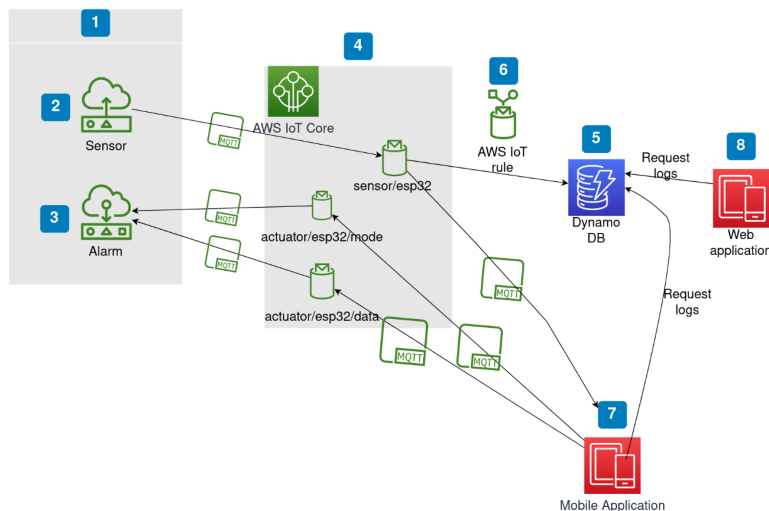 1
4
6
2
MQTT
AWS IoT Core
5
8
Sensor
AWS IoT
rule
Request
logs
sensor/esp32
3
MQTT
Dynamo
DB
Web
application
actuator/esp32/mode
Alarm
MQTT
MQTT
Request
logs
actuator/esp32/data
MQTT
MQTT
7
Mobile Application